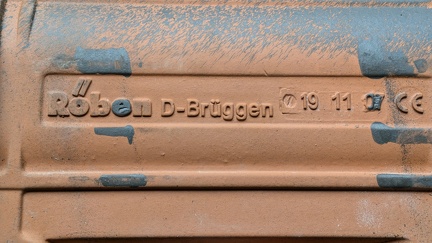 Röben D-Brüggen 19 11 CE